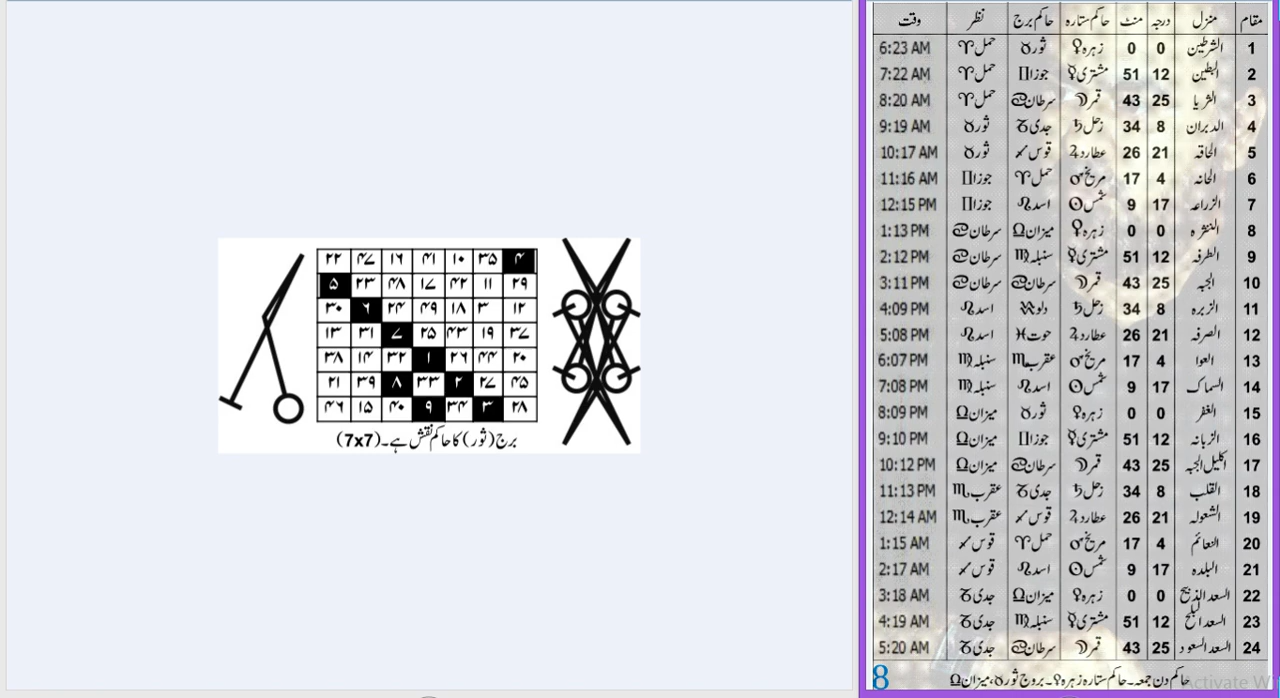 مقام منزل درجہ منٹ حاکم ستارہ حاکم برج نظر وقت
1 الشرطین 0 0 زہرہ♀ ثور♉ حمل♈ 6:23 AM
2 البطین 12 51 مشتری☿ جوزا♊ حمل♈ 7:22 AM
3 الثریا 25 43 قمر☽ سرطان♋ حمل♈ 8:20 AM
4 الدبران 8 34 زحل♄ جدی♑ ثور♉ 9:19 AM
5 الحاقہ 21 26 عطارد♃ قوس♐ ثور♉ 10:17 AM
6 الحانہ 4 17 مریخ♂ حمل♈ جوزا♊ 11:16 AM
7 الزراعہ 17 9 شمس☉ اسد♌ جوزا♊ 12:15 PM
8 النثرہ 0 0 زہرہ♀ میزان♎ سرطان♋ 1:13 PM
9 الطرفہ 12 51 مشتری☿ سنبلہ♍ سرطان♋ 2:12 PM
10 الجبہ 25 43 قمر☽ سرطان♋ سرطان♋ 3:11 PM
11 الزبرہ 8 34 زحل♄ دلو♒ اسد♌ 4:09 PM
12 الصرفہ 21 26 عطارد♃ حوت♓ اسد♌ 5:08 PM
13 العوا 4 17 مریخ♂ عقرب♏ سنبلہ♍ 6:07 PM
14 السماک 17 9 شمس☉ اسد♌ سنبلہ♍ 7:08 PM
15 الغفر 0 0 زہرہ♀ ثور♉ میزان♎ 8:09 PM
16 الزبانہ 12 51 مشتری☿ جوزا♊ میزان♎ 9:10 PM
17 اکلیل الجبہ 25 43 قمر☽ سرطان♋ میزان♎ 10:12 PM
18 القلب 8 34 زحل♄ جدی♑ عقرب♏ 11:13 PM
19 الشعولہ 21 26 عطارد♃ قوس♐ عقرب♏ 12:14 AM
20 النعائم 4 17 مریخ♂ حمل♈ قوس♐ 1:15 AM
21 البلدہ 17 9 شمس☉ اسد♌ قوس♐ 2:17 AM
22 السعد الذبیح 0 0 زہرہ♀ میزان♎ جدی♑ 3:18 AM
23 السعد البلح 12 51 مشتری☿ سنبلہ♍ جدی♑ 4:19 AM
24 السعد السعود 25 43 قمر☽ سرطان♋ جدی♑ 5:20 AM
حاکم دن جمعہ۔ حاکم ستارہ زہرہ♀۔ بروج ثور♉، میزان♎ 8
Activate Wi
۲۲ ۴۷ ۱۶ ۴۱ ۱۰ ۳۵ ۴
۵ ۲۳ ۴۸ ۱۷ ۴۲ ۱۱ ۲۹
۳۰ ۶ ۲۴ ۴۹ ۱۸ ۳ ۱۲
۱۳ ۳۱ ۷ ۲۵ ۴۳ ۱۹ ۳۷
۳۸ ۱۴ ۳۲ ۱ ۲۶ ۴۴ ۲۰
۲۱ ۳۹ ۸ ۳۳ ۲ ۲۷ ۴۵
۴۶ ۱۵ ۴۰ ۹ ۳۴ ۳ ۲۸
برج (ثور) کا حاکم نقش ہے۔ (7x7)